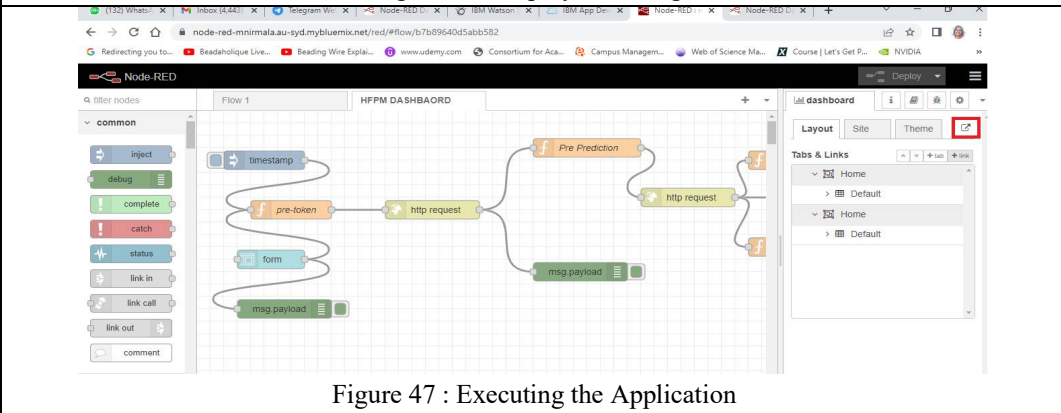 (132) WhatsA
Inbox (4,443)
Telegram Web
Node-RED D
IBM Watson
IBM App Dev
Node-RED :
Node-RED D
node-red-mnirmala.au-syd.mybluemix.net/red/#flow/b7b89640d5abb582
Redirecting you to...
Beadaholique Live...
Beading Wire Explai...
www.udemy.com
Consortium for Aca...
Campus Managem...
Web of Science Ma...
Course | Let's Get P...
NVIDIA
»
Node-RED
Deploy
filter nodes
Flow 1
HFPM DASHBAORD
dashboard
common
Layout
Site
Theme
Tabs & Links
+ tab
+ link
inject
debug
complete
catch
status
link in
link call
link out
comment
timestamp
pre-token
form
msg.payload
http request
Pre Prediction
msg.payload
http request
Home
Default
Home
Default
Figure 47 : Executing the Application